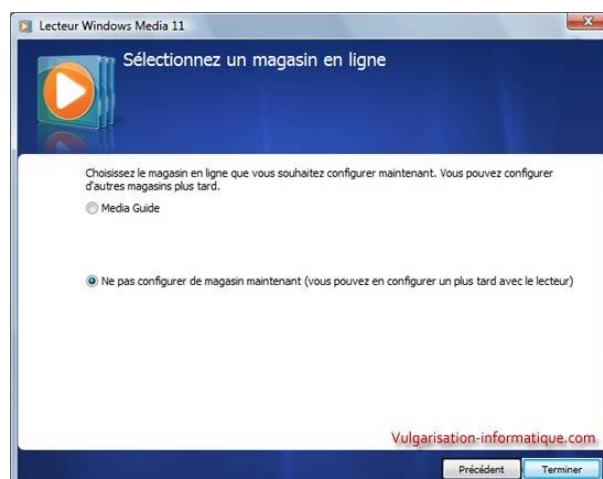 Lecteur Windows Media 11
Sélectionnez un magasin en ligne
Choisissez le magasin en ligne que vous souhaitez configurer maintenant. Vous pouvez configurer
d'autres magasins plus tard.
Media Guide
Ne pas configurer de magasin maintenant (vous pouvez en configurer un plus tard avec le lecteur)
Vulgarisation-informatique.com
Précédent Terminer